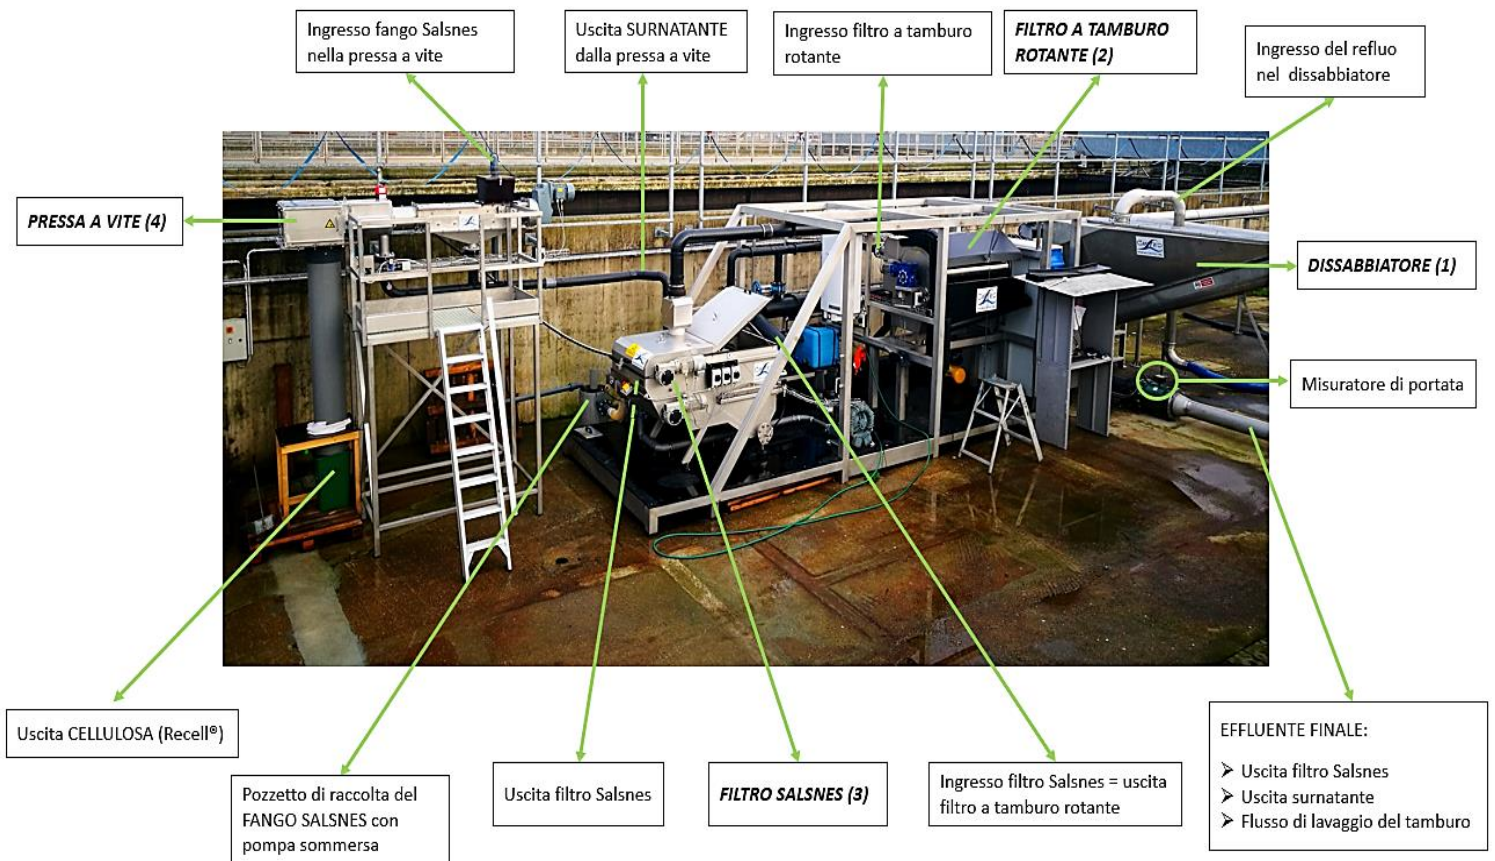 Ingresso fango Salsnes
nella pressa a vite
Uscita SURNATANTE
dalla pressa a vite
Ingresso filtro a tamburo
rotante
FILTRO A TAMBURO
ROTANTE (2)
Ingresso del refluo
nel dissabbiatore
PRESSA A VITE (4)
DISSABBIATORE (1)
Misuratore di portata
Uscita CELLULOSA (Recell®)
Pozzetto di raccolta del
FANGO SALSNES con
pompa sommersa
Uscita filtro Salsnes
FILTRO SALSNES (3)
Ingresso filtro Salsnes = uscita
filtro a tamburo rotante
EFFLUENTE FINALE:
➢ Uscita filtro Salsnes
➢ Uscita surnatante
➢ Flusso di lavaggio del tamburo